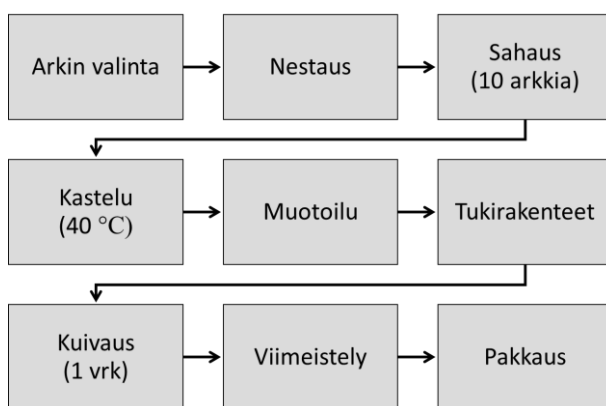 Arkin valinta
Nestaus
Sahaus
(10 arkkia)
Kastelu
(40 °C)
Muotoilu
Tukirakenteet
Kuivaus
(1 vrk)
Viimeistely
Pakkaus